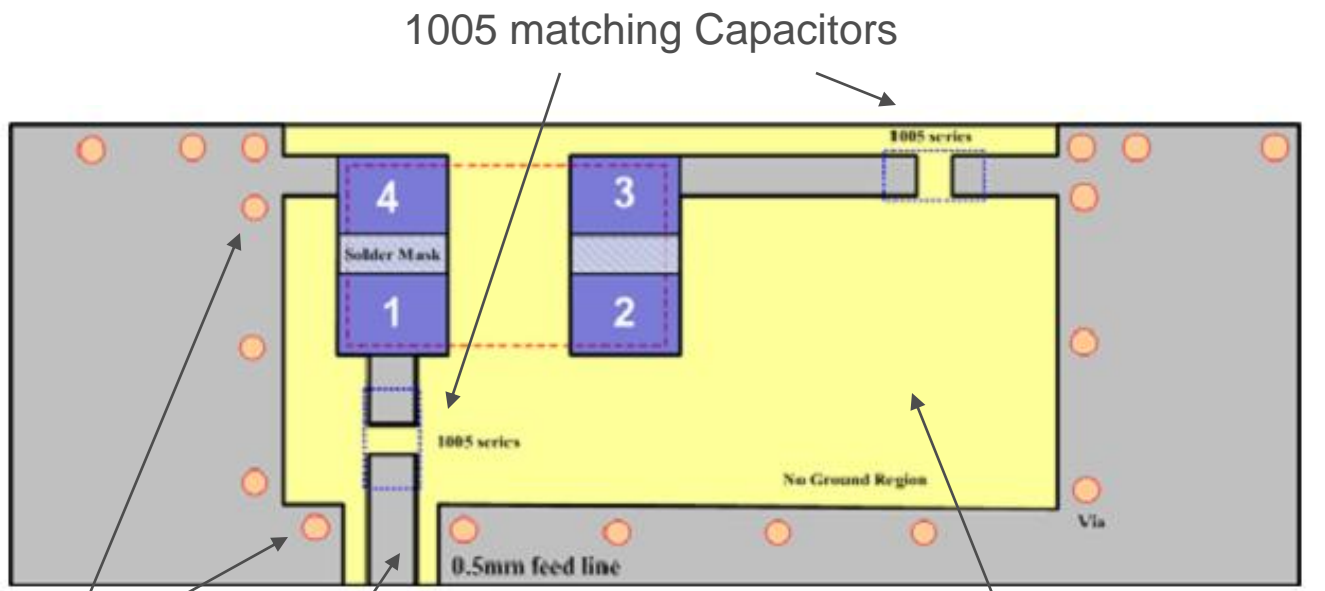 1005 matching Capacitors
1005 series
4
3
Solder Mask
1
2
1005 series
No Ground Region
Via
0.5mm feed line